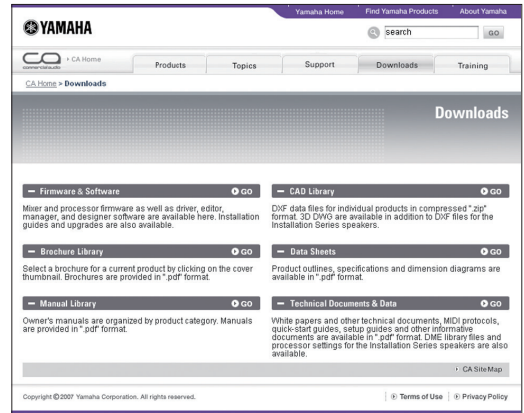 Yamaha Home Find Yamaha Products About Yamaha
YAMAHA
search GO
CA
commercialaudio
CA Home
Products Topics Support Downloads Training
CA Home > Downloads
Downloads
Firmware & Software GO
Mixer and processor firmware as well as driver, editor,
manager, and designer software are available here. Installation
guides and upgrades are also available.
CAD Library GO
DXF data files for individual products in compressed ".zip"
format. 3D DWG are available in addition to DXF files for the
Installation Series speakers.
Brochure Library GO
Select a brochure for a current product by clicking on the cover
thumbnail. Brochures are provided in ".pdf" format.
Data Sheets GO
Product outlines, specifications and dimension diagrams are
available in ".pdf" format.
Manual Library GO
Owner's manuals are organized by product category. Manuals
are provided in ".pdf" format.
Technical Documents & Data GO
White papers and other technical documents, MIDI protocols,
quick-start guides, setup guides and other informative
documents are available in ".pdf" format. DME library files and
processor settings for the Installation Series speakers are also
available.
CA SiteMap
Copyright © 2007 Yamaha Corporation. All rights reserved.
Terms of Use Privacy Policy